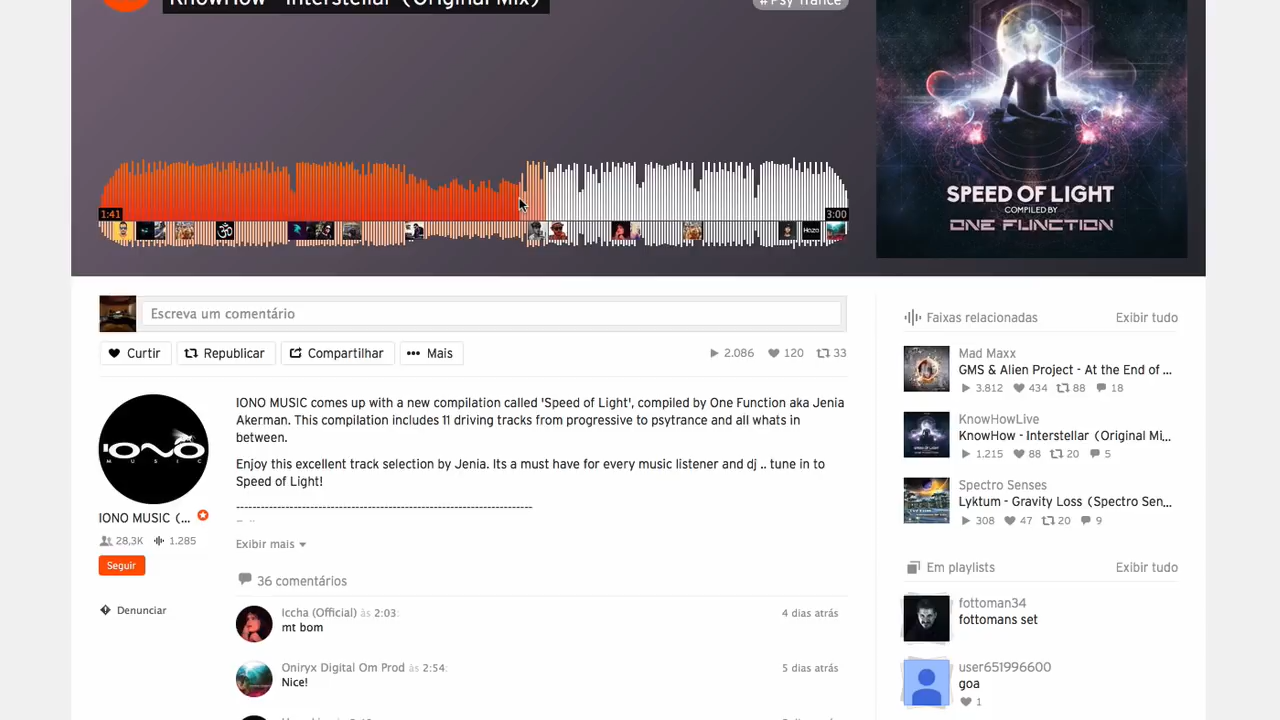 KnowHow - Interstellar (Original Mix)
# Psy Trance
1:41
3:00
Hozo
SPEED OF LIGHT
COMPILED BY
ONE FUNCTION
Escreva um comentário
Curtir
Republicar
Compartilhar
Mais
2.086
120
33
IONO MUSIC comes up with a new compilation called 'Speed of Light', compiled by One Function aka Jenia
Akerman. This compilation includes 11 driving tracks from progressive to psytrance and all whats in
between.
Enjoy this excellent track selection by Jenia. Its a must have for every music listener and dj .. tune in to
Speed of Light!
--------------------------------------------------------------------
Exibir mais
IONO
MUSIC
IONO MUSIC (...
28,3K
1.285
Seguir
Denunciar
36 comentários
Iccha (Official) às 2:03:
4 dias atrás
mt bom
Oniryx Digital Om Prod às 2:54:
5 dias atrás
Nice!
Faixas relacionadas
Exibir tudo
Mad Maxx
GMS & Alien Project - At the End of ...
3.812
434
88
18
KnowHowLive
KnowHow - Interstellar (Original Mi...
1.215
88
20
5
Spectro Senses
Lyktum - Gravity Loss (Spectro Sen...
308
47
20
9
Em playlists
Exibir tudo
fottoman34
fottomans set
user651996600
goa
1